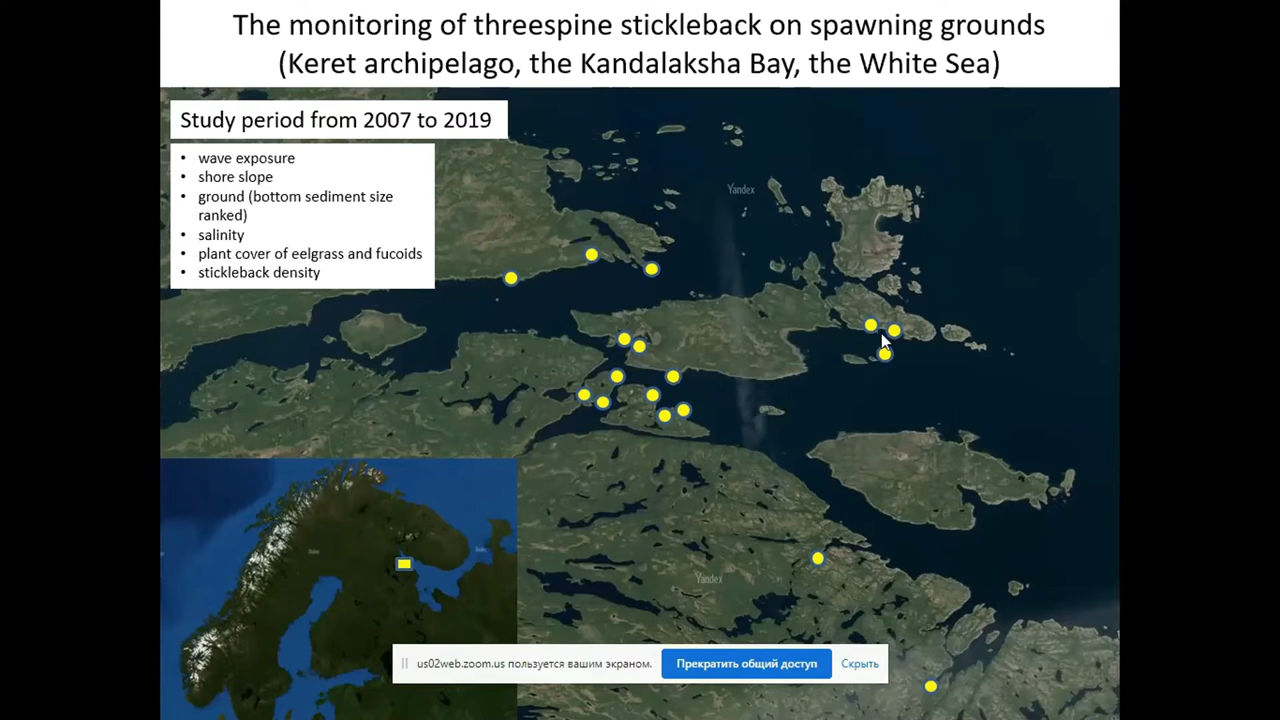 The monitoring of threespine stickleback on spawning grounds
(Keret archipelago, the Kandalaksha Bay, the White Sea)
Study period from 2007 to 2019
• wave exposure
• shore slope
• ground (bottom sediment size
ranked)
• salinity
• plant cover of eelgrass and fucoids
• stickleback density
Yandex
Yandex
us02web.zoom.us пользуется вашим экраном.
Прекратить общий доступ
Скрыть